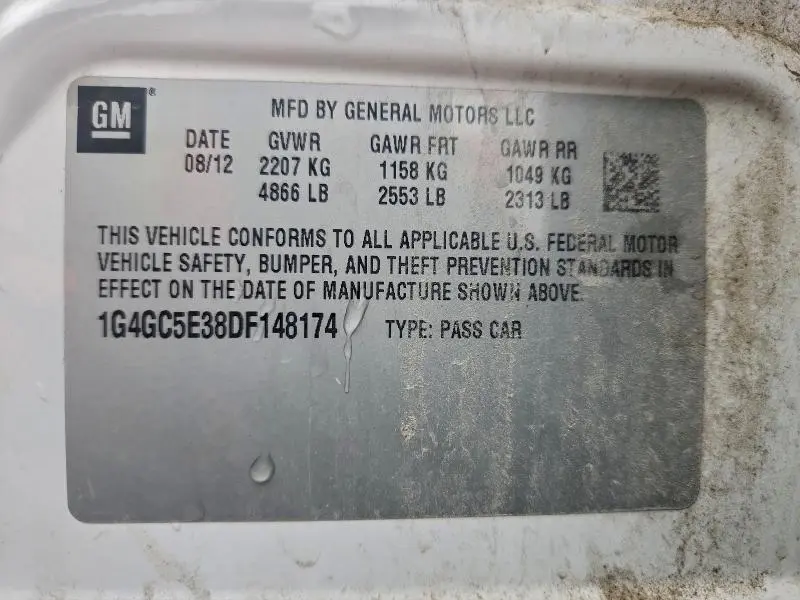 GM®
MFD BY GENERAL MOTORS LLC
DATE GVWR GAWR FRT GAWR RR
08/12 2207 KG 1158 KG 1049 KG
4866 LB 2553 LB 2313 LB
THIS VEHICLE CONFORMS TO ALL APPLICABLE U.S. FEDERAL MOTOR
VEHICLE SAFETY, BUMPER, AND THEFT PREVENTION STANDARDS IN
EFFECT ON THE DATE OF MANUFACTURE SHOWN ABOVE.
1G4GC5E38DF148174 TYPE: PASS CAR